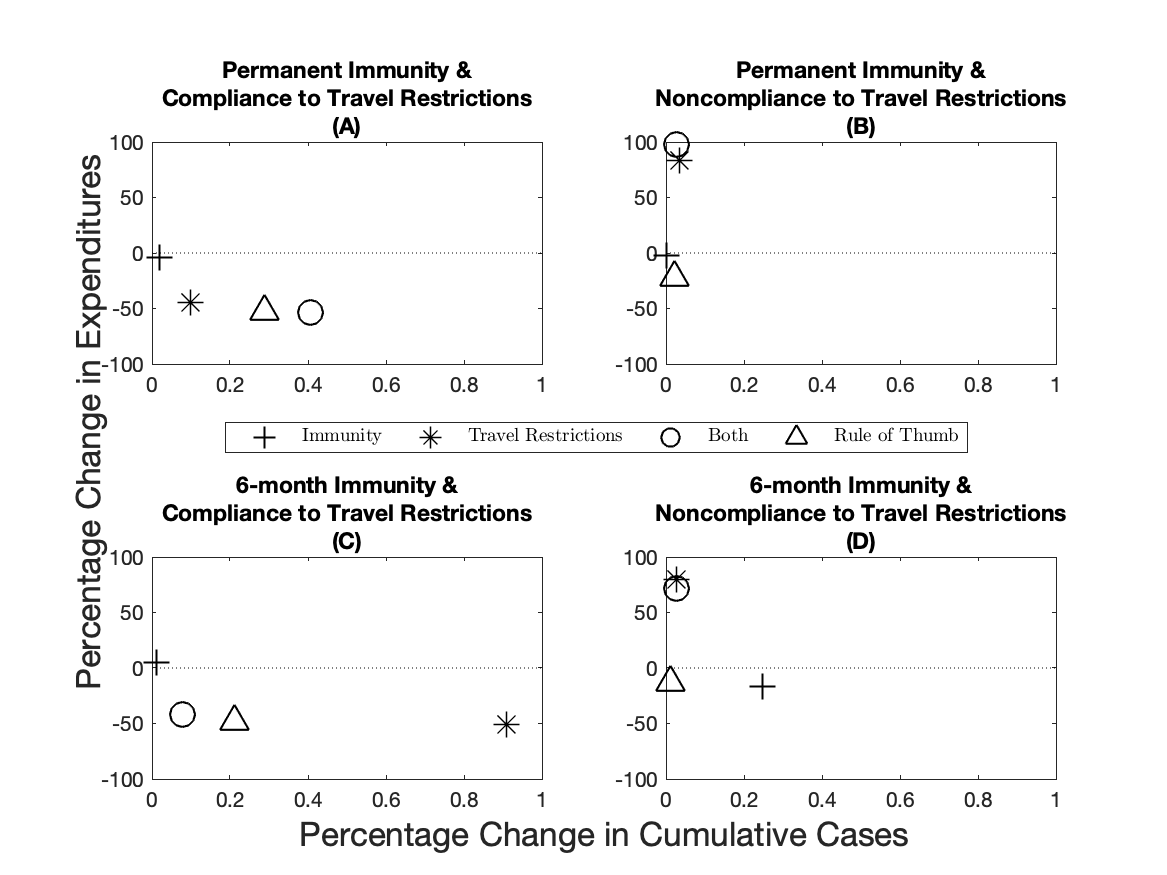 Permanent Immunity &
Compliance to Travel Restrictions
(A)
Permanent Immunity &
Noncompliance to Travel Restrictions
(B)
100
50
0
-50
-100
0 0.2 0.4 0.6 0.8 1
100
50
0
-50
-100
0 0.2 0.4 0.6 0.8 1
Percentage Change in Expenditures
Immunity Travel Restrictions Both Rule of Thumb
6-month Immunity &
Compliance to Travel Restrictions
(C)
6-month Immunity &
Noncompliance to Travel Restrictions
(D)
100
50
0
-50
-100
0 0.2 0.4 0.6 0.8 1
100
50
0
-50
-100
0 0.2 0.4 0.6 0.8 1
Percentage Change in Cumulative Cases